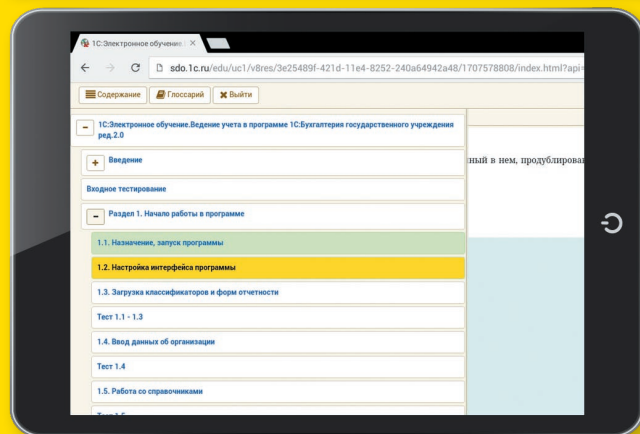 1С:Электронное обучение
sdo.1c.ru/edu/uc1/v8res/3e25489f-421d-11e4-8252-240a64942a48/1707578808/index.html?api=
Содержание Глоссарий Выйти
1С:Электронное обучение.Ведение учета в программе 1С:Бухгалтерия государственного учреждения
ред.2.0
Введение
ный в нем, продублирован
Входное тестирование
Раздел 1. Начало работы в программе
1.1. Назначение, запуск программы
1.2. Настройка интерфейса программы
1.3. Загрузка классификаторов и форм отчетности
Тест 1.1 - 1.3
1.4. Ввод данных об организации
Тест 1.4
1.5. Работа со справочниками